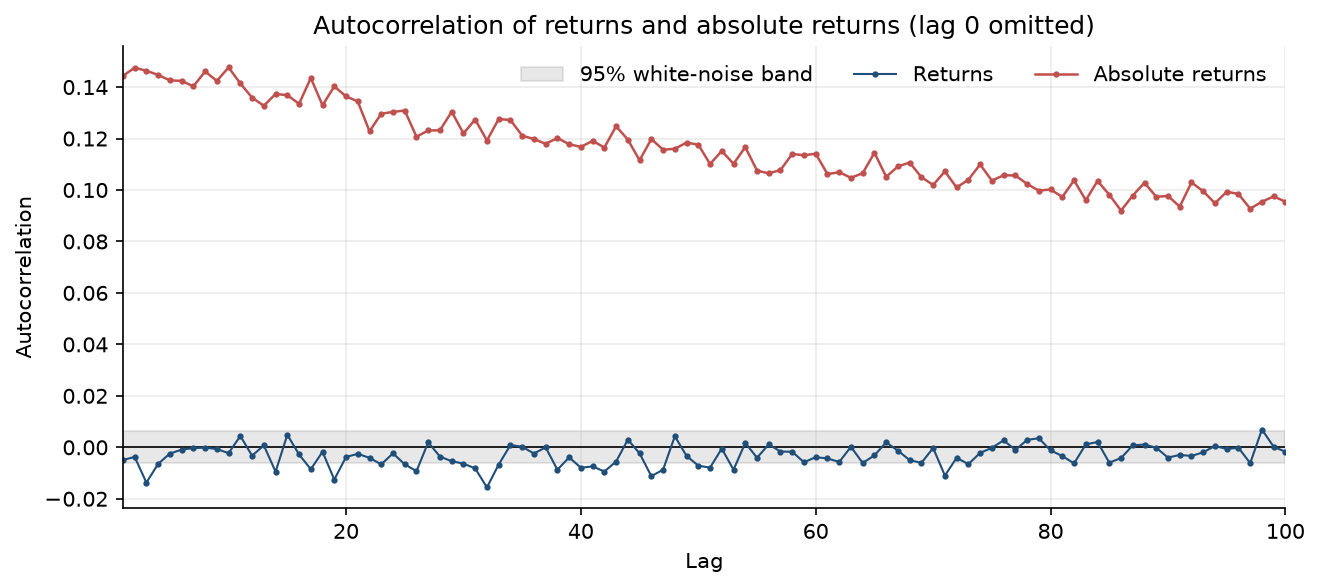 Autocorrelation of returns and absolute returns (lag 0 omitted)
95% white-noise band
Returns
Absolute returns
Autocorrelation
0.14
0.12
0.10
0.08
0.06
0.04
0.02
0.00
−0.02
20
40
60
80
100
Lag